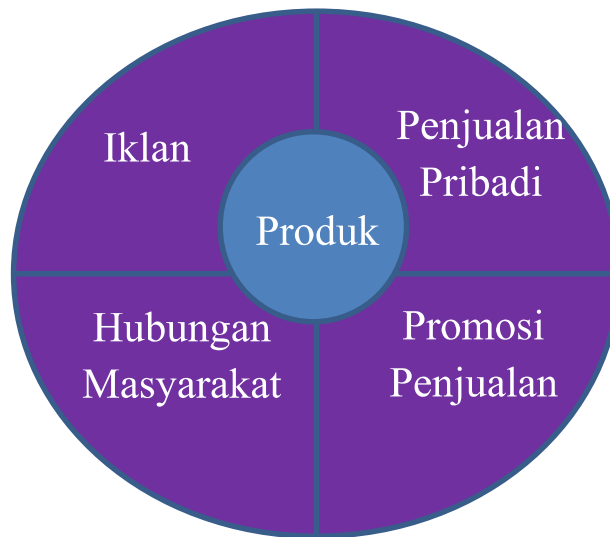 Iklan
Penjualan
Pribadi
Produk
Hubungan
Masyarakat
Promosi
Penjualan